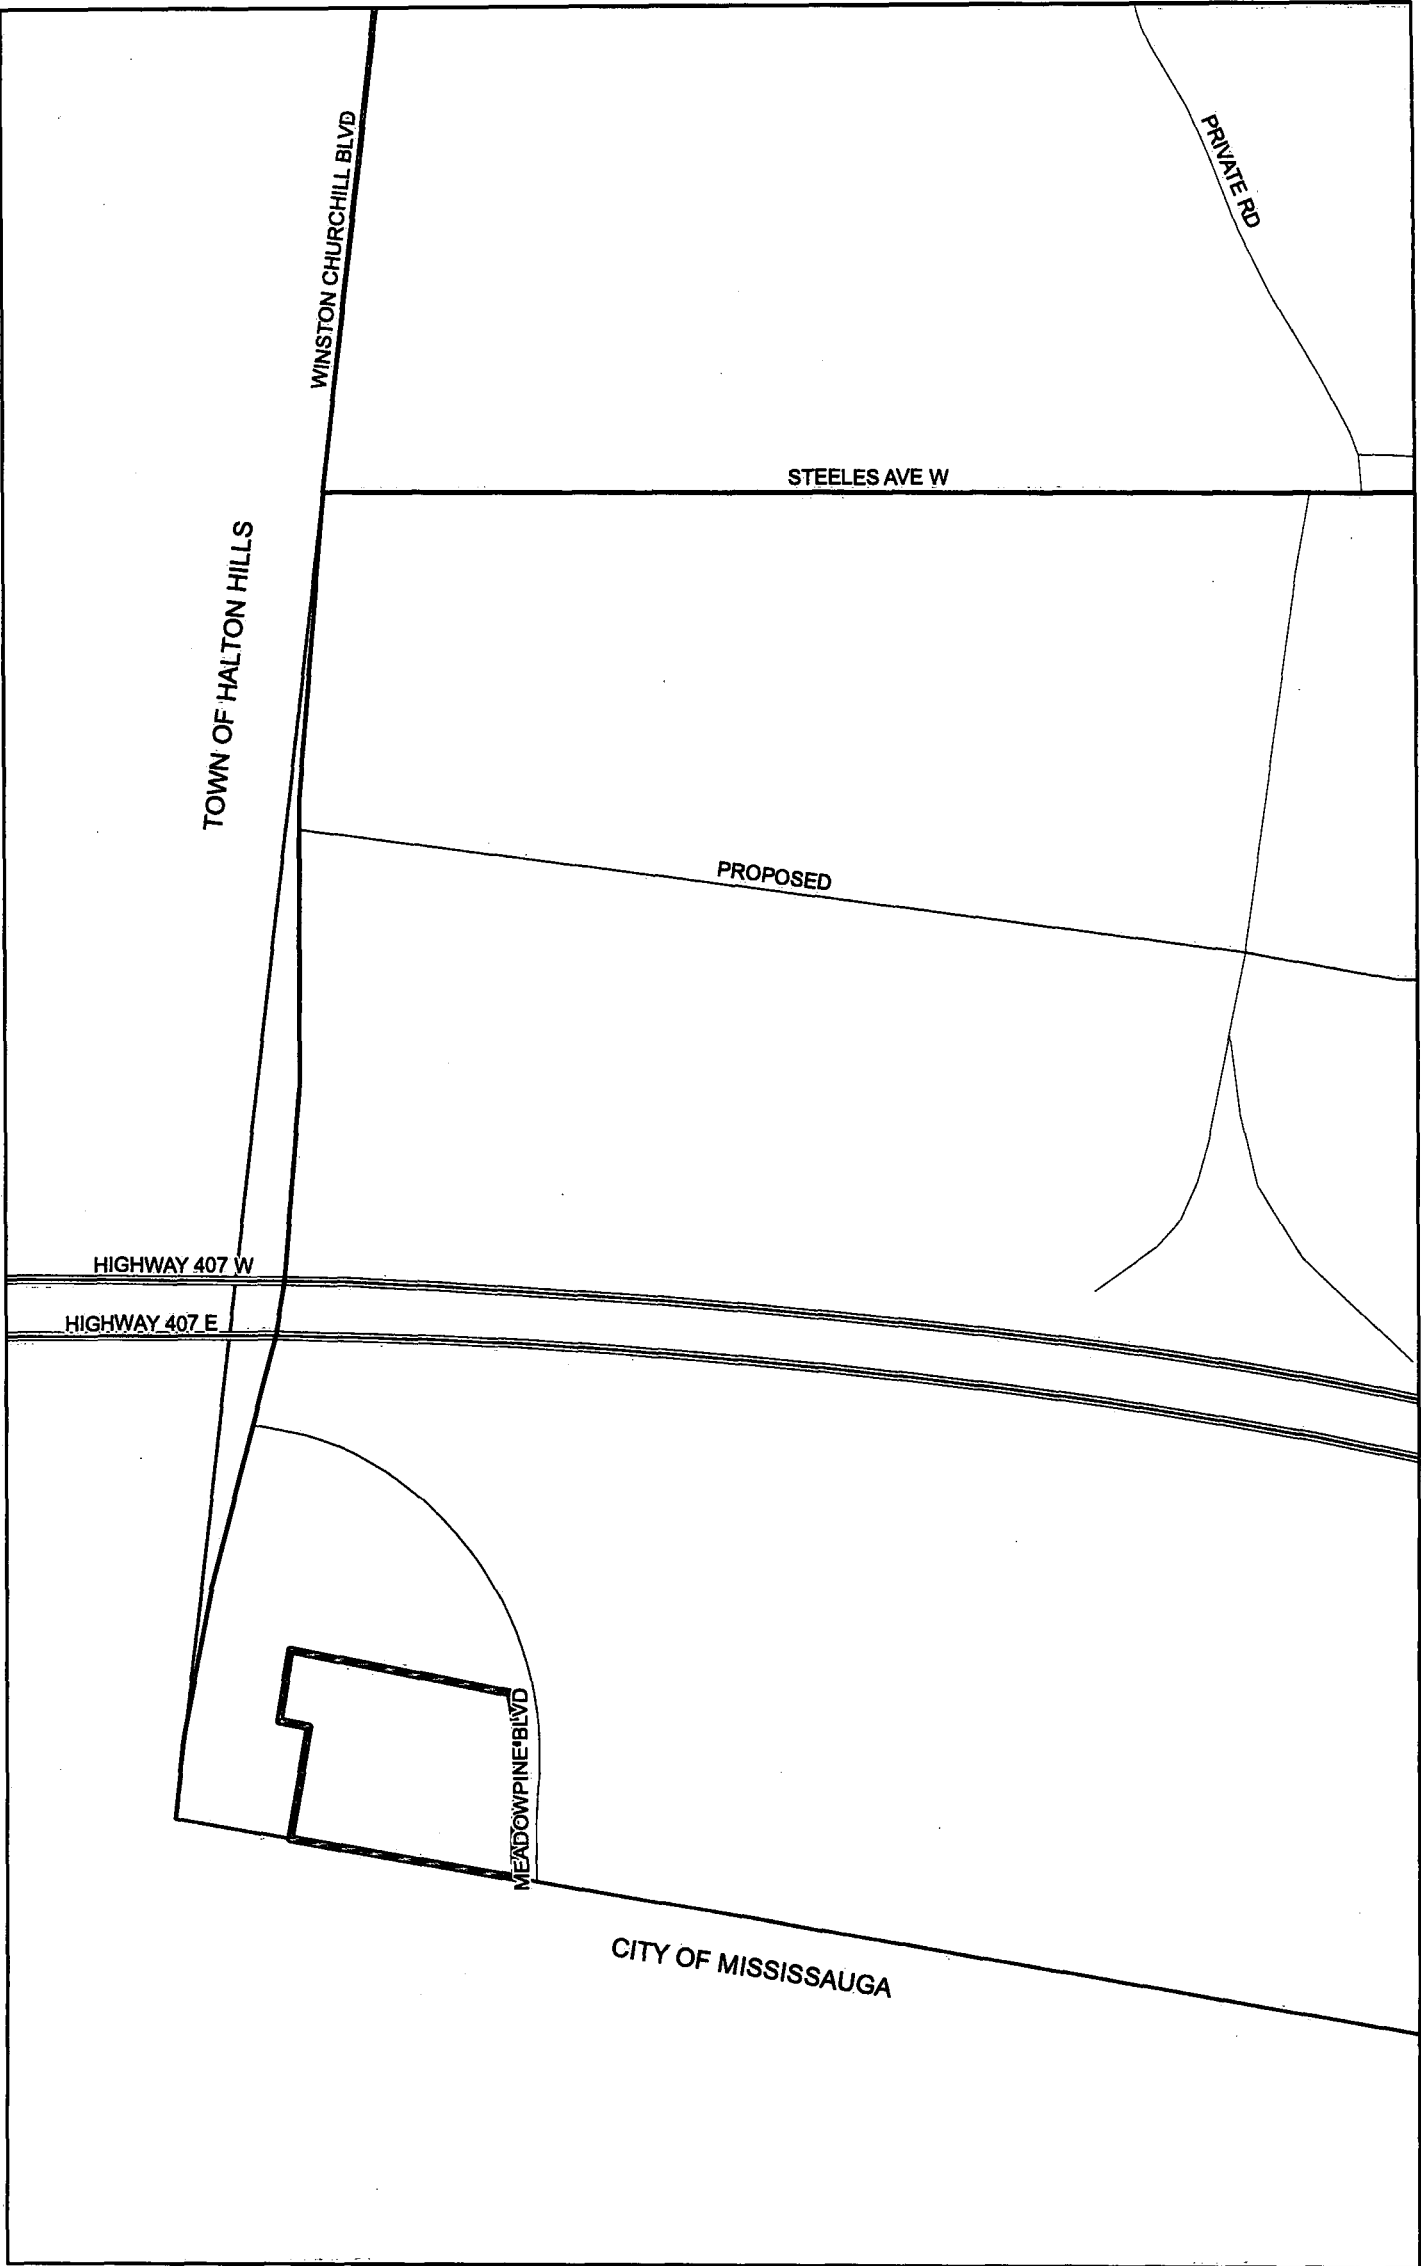 WINSTON CHURCHILL BLVD
PRIVATE RD
STEELES AVE W
TOWN OF HALTON HILLS
PROPOSED
HIGHWAY 407 W
HIGHWAY 407 E
MEADOWPINE BLVD
CITY OF MISSISSAUGA